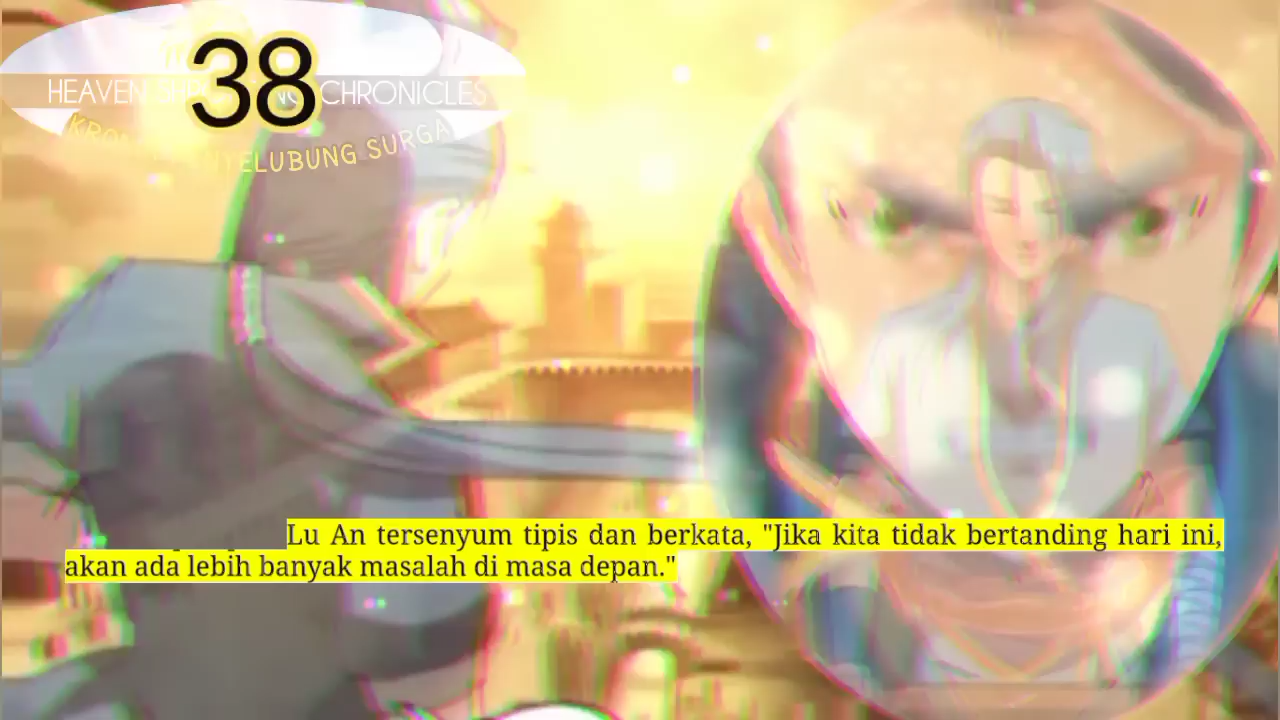 38
HEAVEN CHRONICLES
SURGA
Lu An tersenyum tipis dan berkata, "Jika kita tidak bertanding hari ini,
akan ada lebih banyak masalah di masa depan."